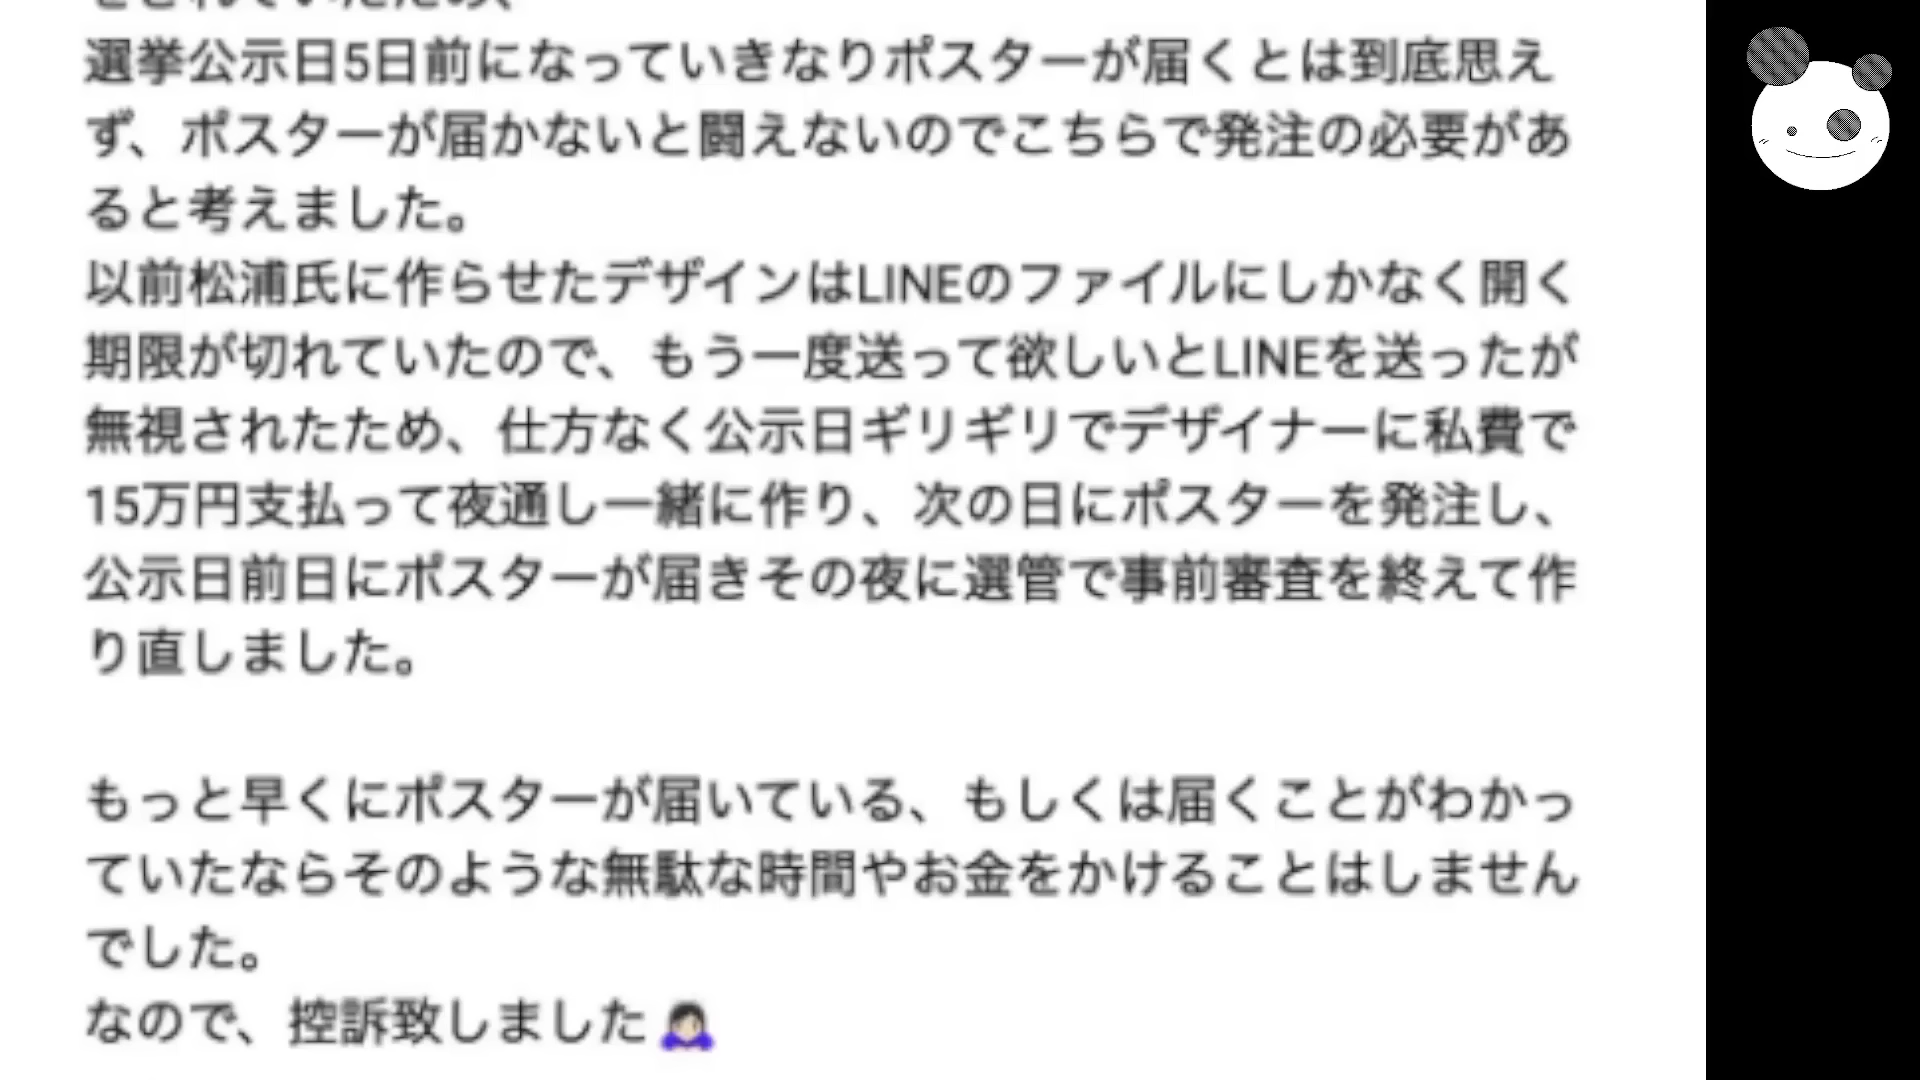 選挙公示日5日前になっていきなりポスターが届くとは到底思え
ず、ポスターが届かないと闘えないのでこちらで発注の必要があ
ると考えました。
以前松浦氏に作らせたデザインはLINEのファイルにしかなく開く
期限が切れていたので、もう一度送って欲しいとLINEを送ったが
無視されたため、仕方なく公示日ギリギリでデザイナーに私費で
15万円支払って夜通し一緒に作り、次の日にポスターを発注し、
公示日前日にポスターが届きその夜に選管で事前審査を終えて作
り直しました。
もっと早くにポスターが届いている、もしくは届くことがわかっ
ていたならそのような無駄な時間やお金をかけることはしません
でした。
なので、控訴致しました🙇🏻‍♀️